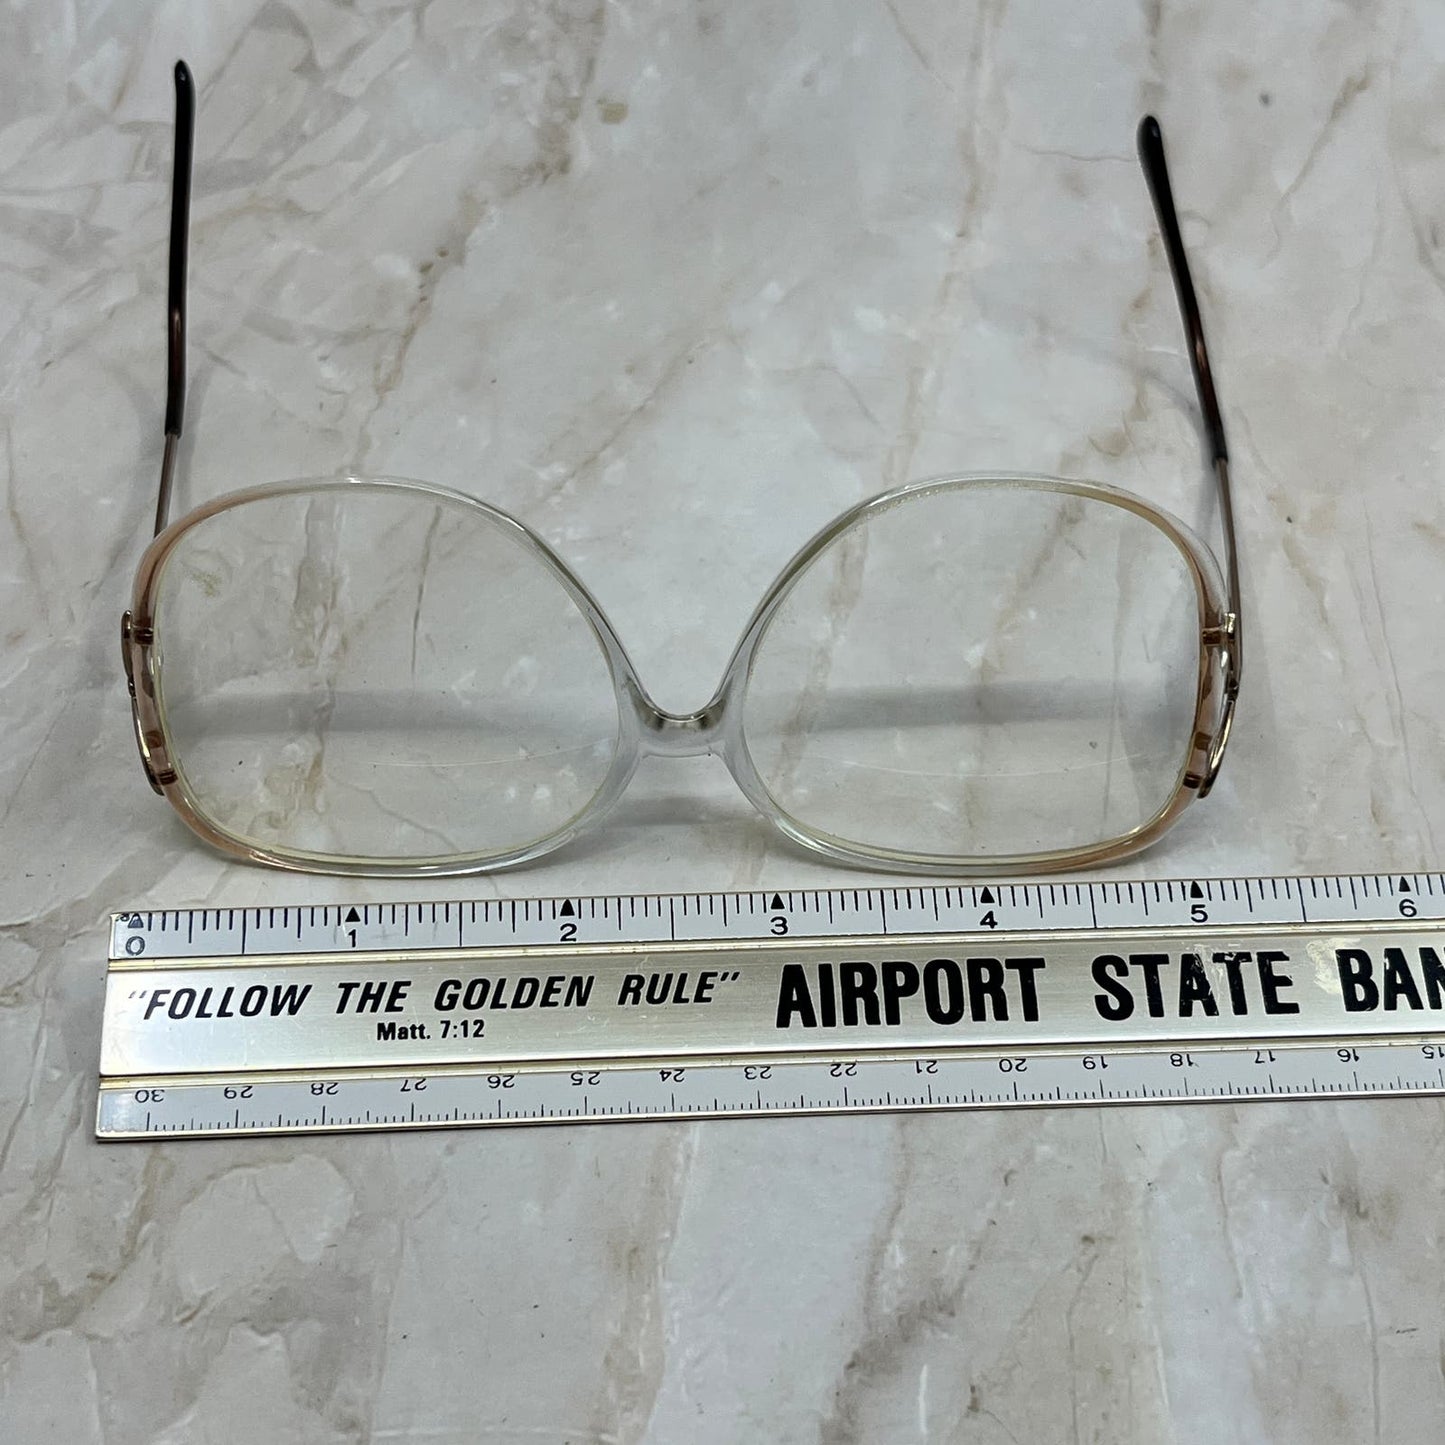 0 1 2 3 4 5 6
"FOLLOW THE GOLDEN RULE" AIRPORT STATE BAN
Matt. 7:12
30 29 28 27 26 25 24 23 22 21 20 19 18 17 16 15